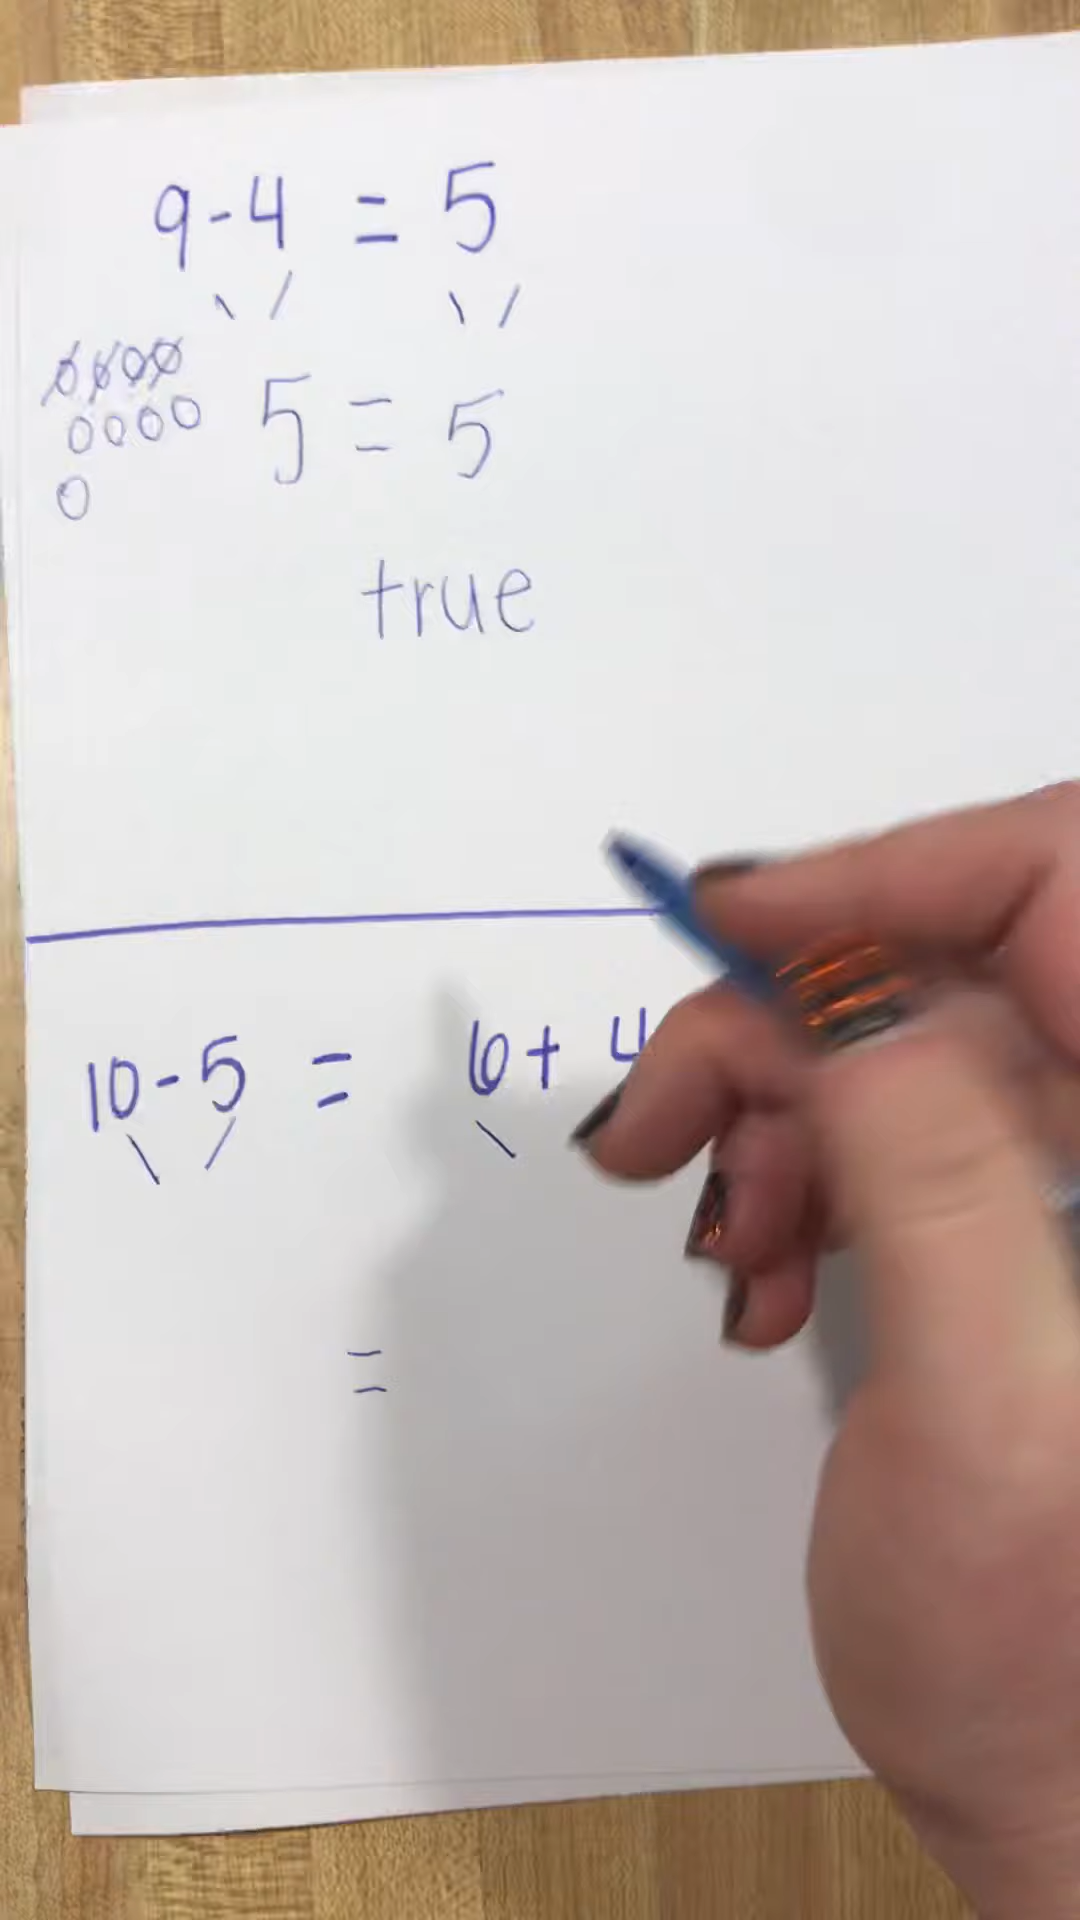 9-4 = 5
5 = 5
true
10-5 = 6+ 4
=